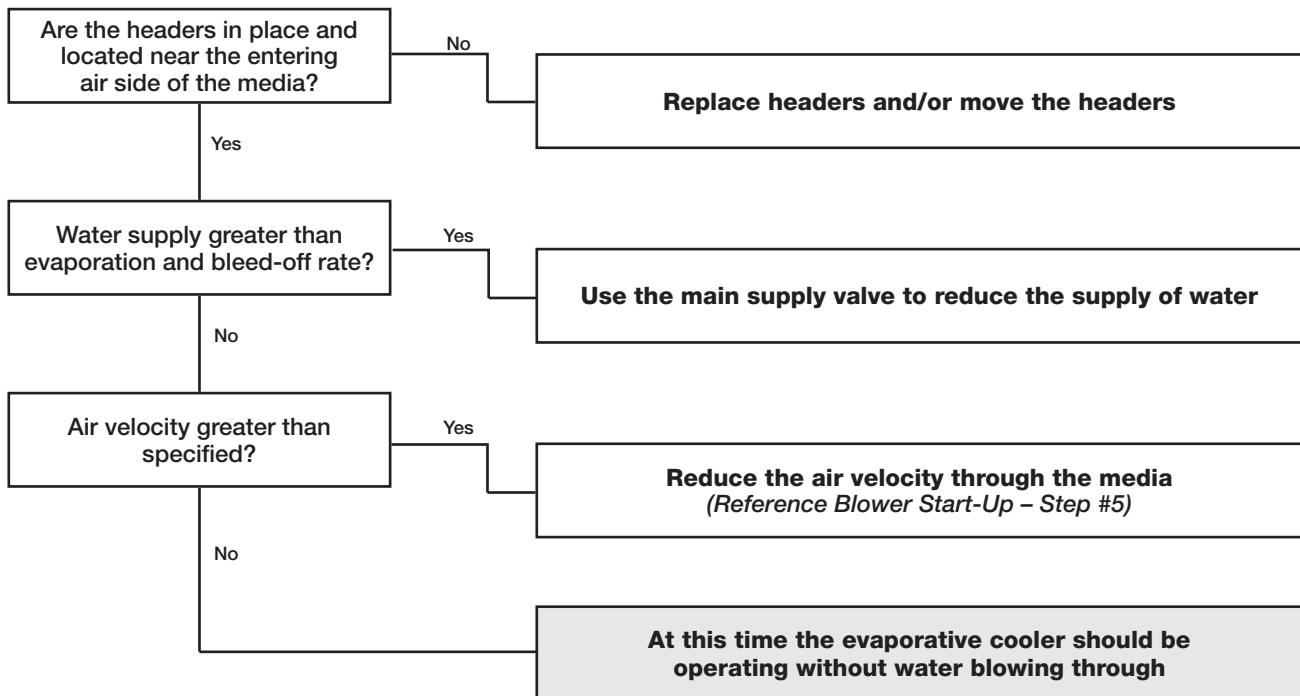 Are the headers in place and
located near the entering
air side of the media?
No
Replace headers and/or move the headers
Yes
Water supply greater than
evaporation and bleed-off rate?
Yes
Use the main supply valve to reduce the supply of water
No
Air velocity greater than
specified?
Yes
Reduce the air velocity through the media
(Reference Blower Start-Up – Step #5)
No
At this time the evaporative cooler should be
operating without water blowing through